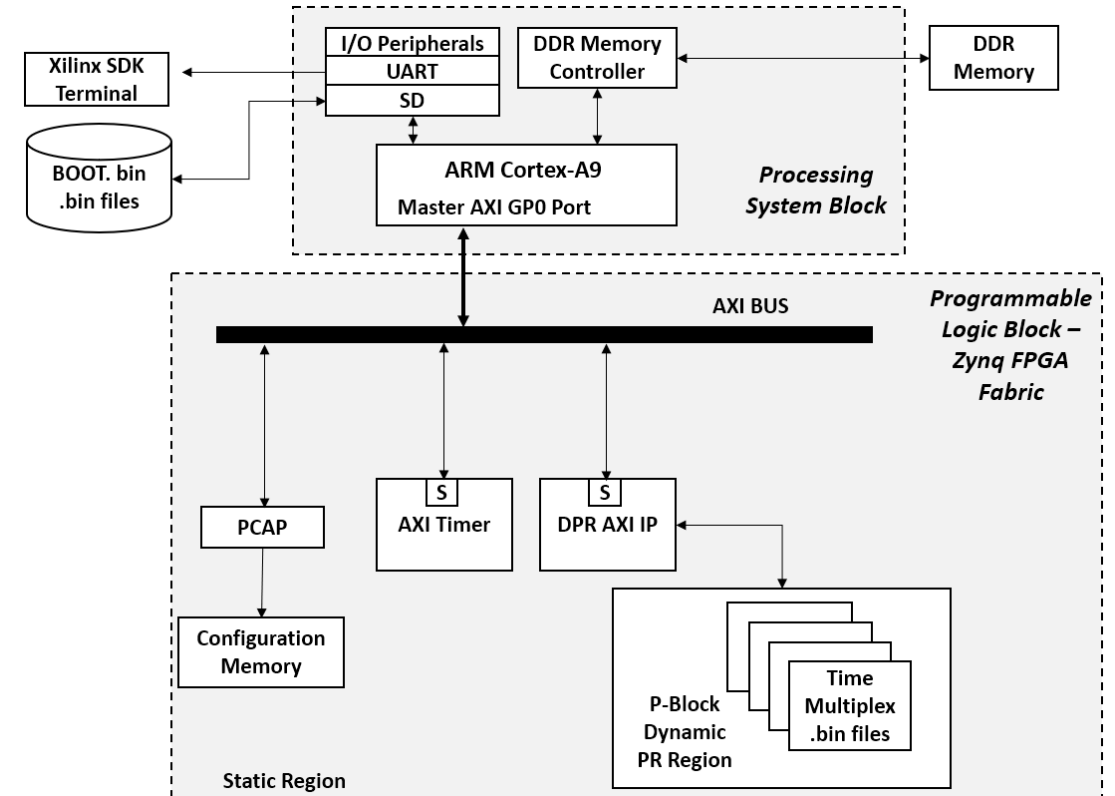 I/O Peripherals
UART
SD
Xilinx SDK
Terminal
BOOT. bin
.bin files
DDR Memory
Controller
DDR
Memory
ARM Cortex-A9
Master AXI GP0 Port
Processing
System Block
AXI BUS
Programmable
Logic Block –
Zynq FPGA
Fabric
PCAP
Configuration
Memory
S
AXI Timer
S
DPR AXI IP
P-Block
Dynamic
PR Region
Time
Multiplex
.bin files
Static Region